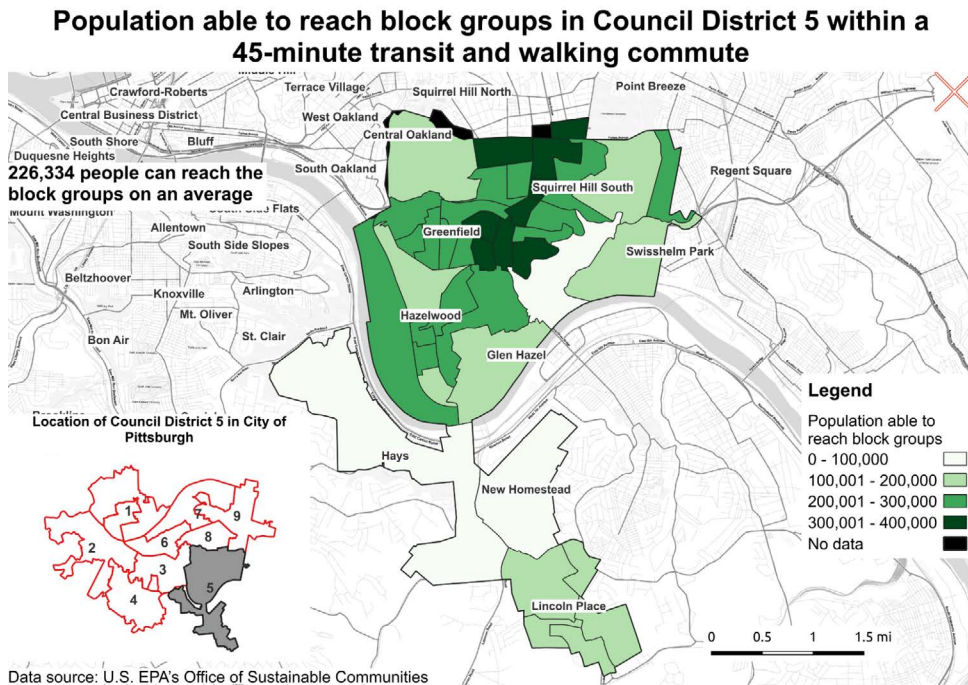 Population able to reach block groups in Council District 5 within a
45-minute transit and walking commute
Crawford-Roberts
Terrace Village
Squirrel Hill North
Point Breeze
Central Business District
West Oakland
South Shore
Bluff
Central Oakland
Duquesne Heights
South Oakland
Regent Square
226,334 people can reach the
block groups on an average
Squirrel Hill South
Mount Washington
South Side Flats
Allentown
Greenfield
South Side Slopes
Swisshelm Park
Beltzhoover
Knoxville
Arlington
Mt. Oliver
Hazelwood
Bon Air
St. Clair
Glen Hazel
Hays
New Homestead
Lincoln Place
Legend
Population able to
reach block groups
0 - 100,000
100,001 - 200,000
200,001 - 300,000
300,001 - 400,000
No data
Location of Council District 5 in City of
Pittsburgh
1
7
9
2
6
8
3
5
4
0 0.5 1 1.5 mi
Data source: U.S. EPA's Office of Sustainable Communities